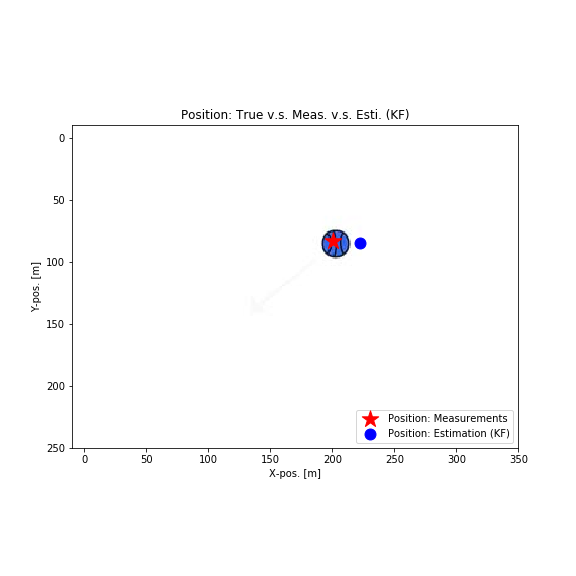 Position: True v.s. Meas. v.s. Esti. (KF)
0
50
100
150
200
250
Y-pos. [m]
Position: Measurements
Position: Estimation (KF)
0
50
100
150
200
250
300
350
X-pos. [m]